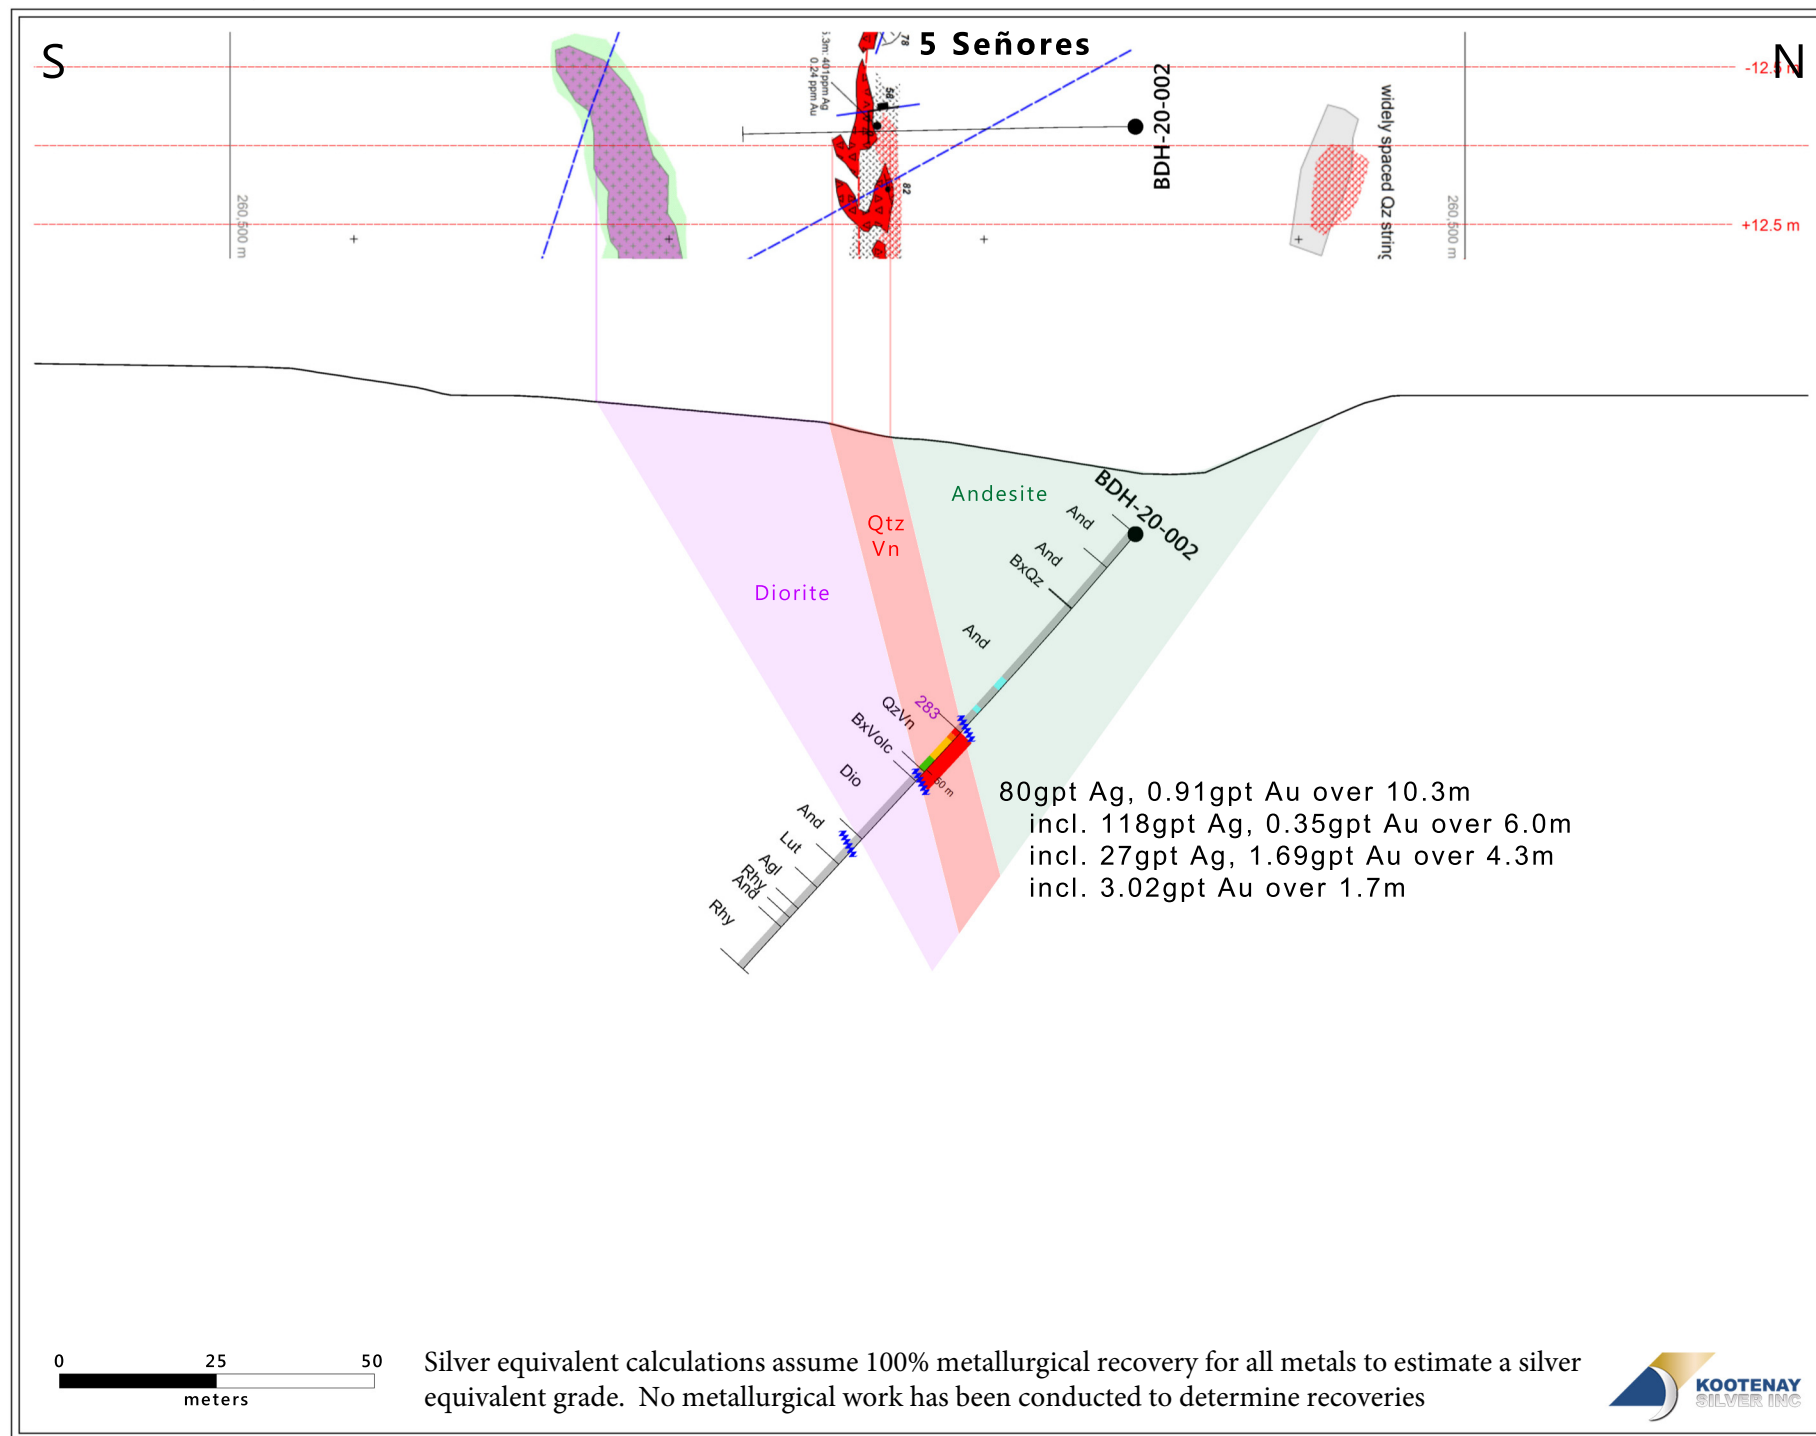 S
5 Señores
N
-12.5 m
78
.3m: 401ppm Ag
0.24 ppm Au
56
BDH-20-002
widely spaced Qz string
82
260,500 m
260,500 m
+12.5 m
BDH-20-002
Andesite
And
Qtz
Vn
And
BxQz
Diorite
And
283
QzVn
BxVolc
Dio
50 m
80gpt Ag, 0.91gpt Au over 10.3m
incl. 118gpt Ag, 0.35gpt Au over 6.0m
incl. 27gpt Ag, 1.69gpt Au over 4.3m
incl. 3.02gpt Au over 1.7m
And
Lut
Agl
Rhy
And
Rhy
0 25 50
meters
Silver equivalent calculations assume 100% metallurgical recovery for all metals to estimate a silver
equivalent grade. No metallurgical work has been conducted to determine recoveries
KOOTENAY
SILVER INC